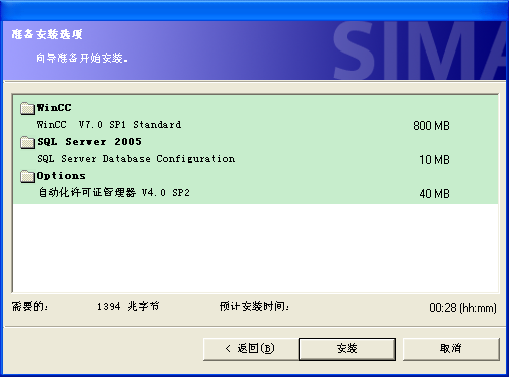 准备安装选项
向导准备开始安装。
SIMA
WinCC
WinCC V7.0 SP1 Standard 800 MB
SQL Server 2005
SQL Server Database Configuration 10 MB
Options
自动化许可证管理器 V4.0 SP2 40 MB
需要的: 1394 兆字节 预计安装时间: 00:28 (hh:mm)
< 返回(B) 安装 取消